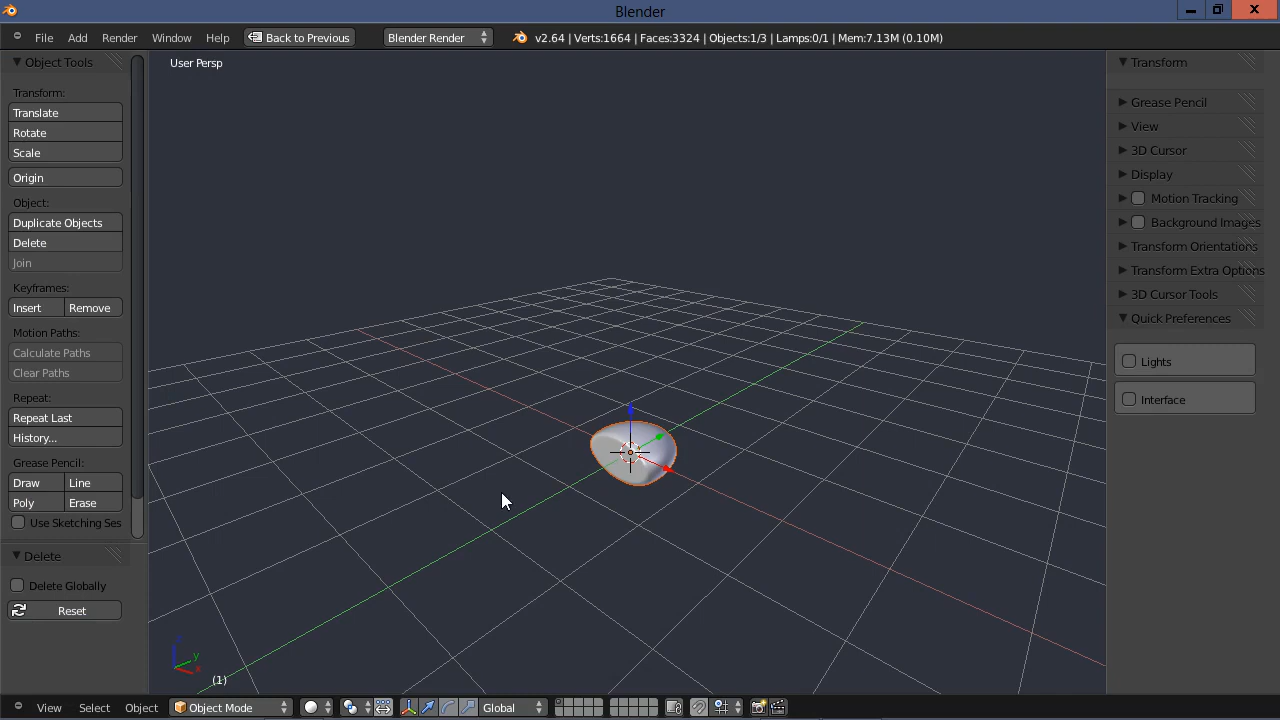 Blender
File Add Render Window Help Back to Previous Blender Render v2.64 | Verts:1664 | Faces:3324 | Objects:1/3 | Lamps:0/1 | Mem:7.13M (0.10M)
Object Tools
Transform:
Translate
Rotate
Scale
Origin
Object:
Duplicate Objects
Delete
Join
Keyframes:
Insert Remove
Motion Paths:
Calculate Paths
Clear Paths
Repeat:
Repeat Last
History...
Grease Pencil:
Draw Line
Poly Erase
Use Sketching Ses
Delete
Delete Globally
Reset
User Persp
y
x
(1)
Transform
Grease Pencil
View
3D Cursor
Display
Motion Tracking
Background Images
Transform Orientations
Transform Extra Options
3D Cursor Tools
Quick Preferences
Lights
Interface
View Select Object Object Mode Global